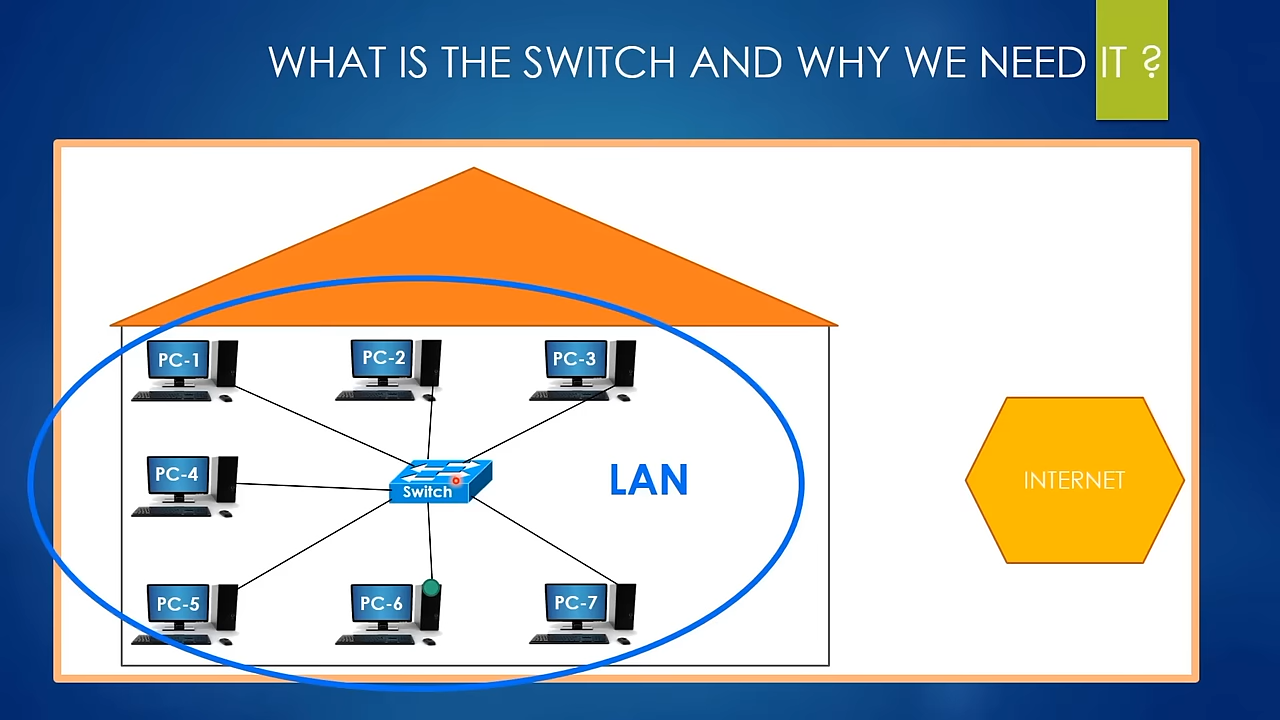 WHAT IS THE SWITCH AND WHY WE NEED IT ?
PC-1
PC-2
PC-3
PC-4
Switch
LAN
INTERNET
PC-5
PC-6
PC-7